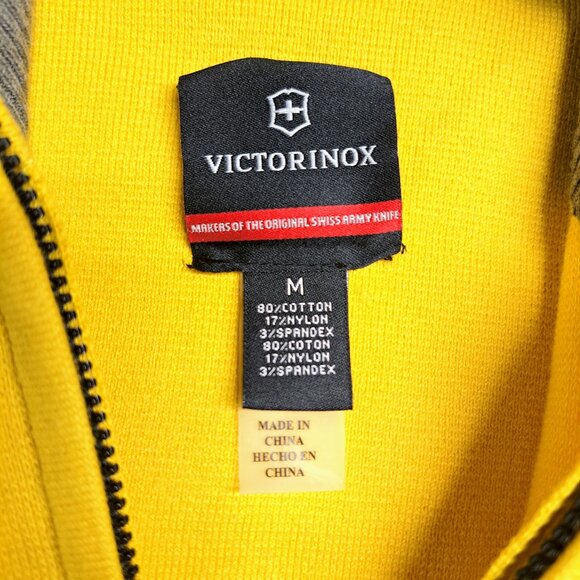 VICTORINOX
MAKERS OF THE ORIGINAL SWISS ARMY KNIFE
M
80%COTTON
17%NYLON
3%SPANDEX
80%COTON
17%NYLON
3%SPANDEX
MADE IN
CHINA
HECHO EN
CHINA